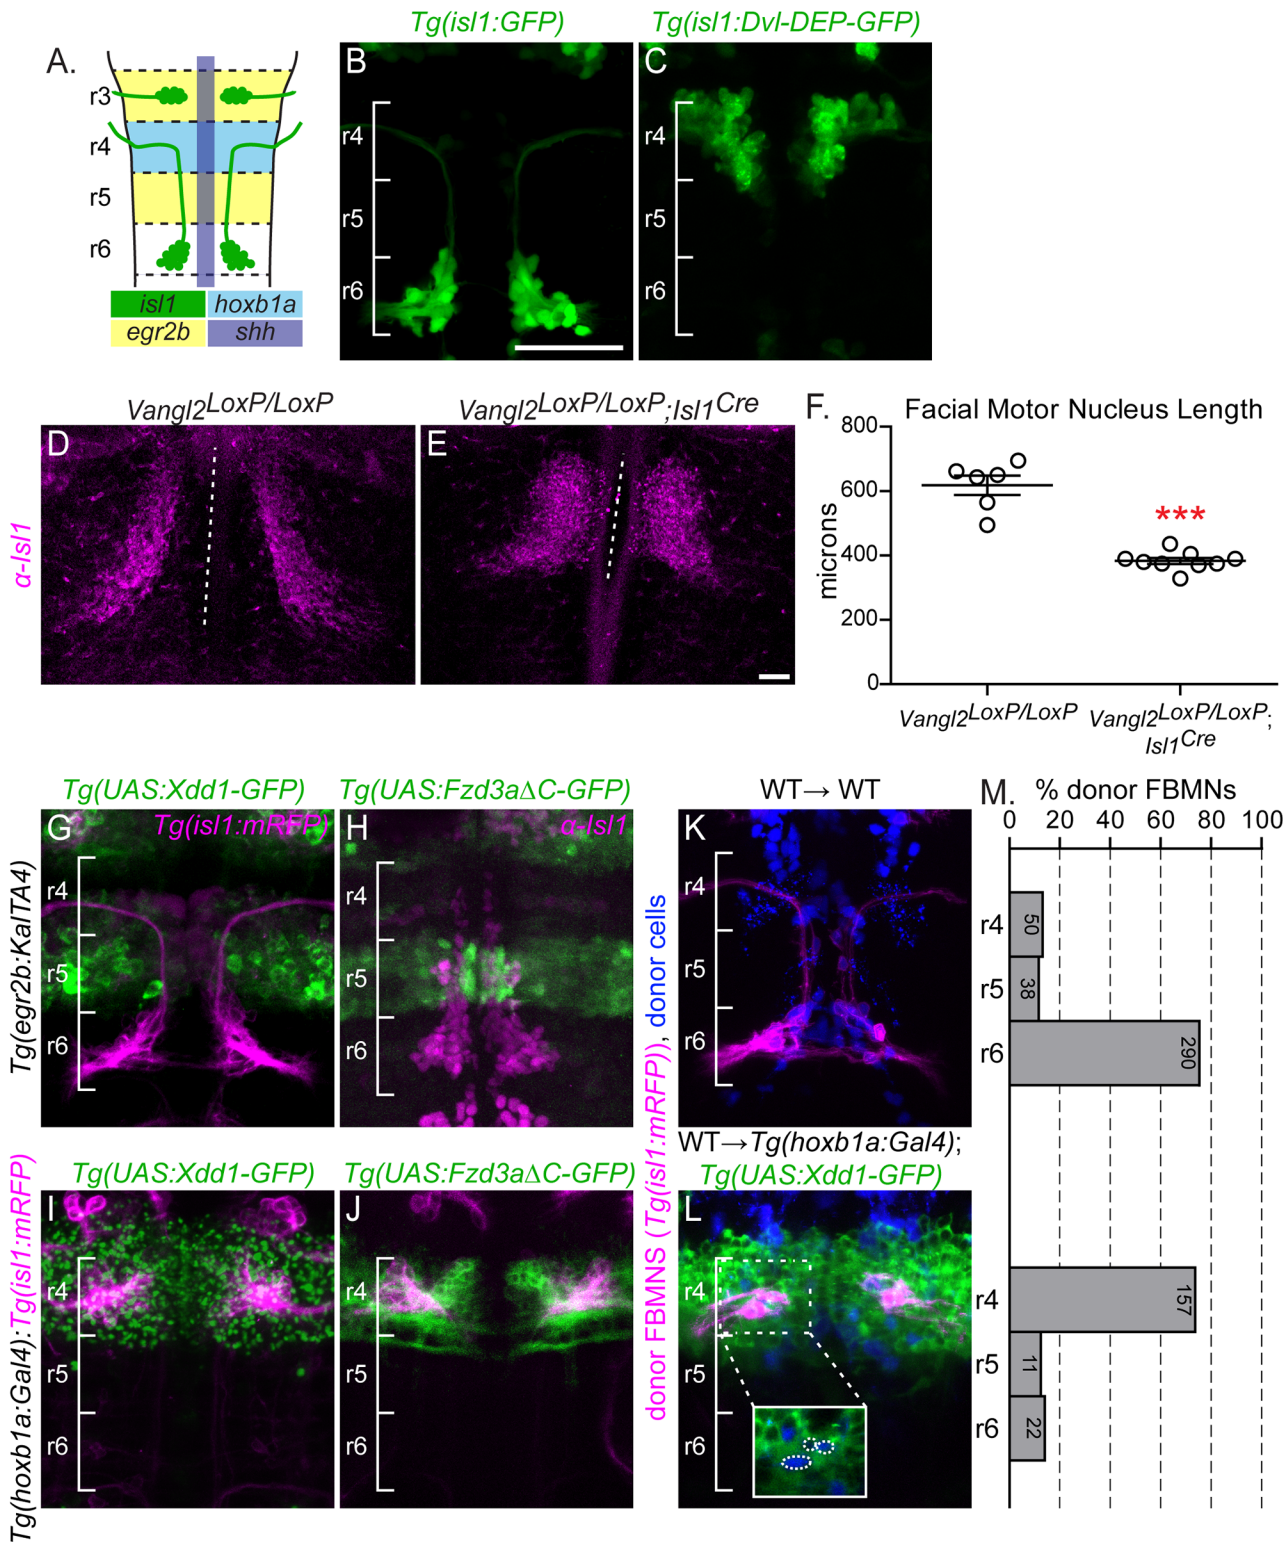 Tg(isl1:GFP)
Tg(isl1:Dvl-DEP-GFP)
A.
r3
r4
r5
r6
isl1
hoxb1a
egr2b
shh
B
r4
r5
r6
C
r4
r5
r6
Vangl2LoxP/LoxP
Vangl2LoxP/LoxP;Isl1Cre
α-Isl1
D
E
F.
Facial Motor Nucleus Length
800
600
400
200
0
microns
***
Vangl2LoxP/LoxP
Vangl2LoxP/LoxP;
Isl1Cre
Tg(UAS:Xdd1-GFP)
Tg(UAS:Fzd3a∆C-GFP)
Tg(egr2b:KalTA4)
G
Tg(isl1:mRFP)
r4
r5
r6
H
α-Isl1
r4
r5
r6
Tg(hoxb1a:Gal4);Tg(isl1:mRFP)
Tg(UAS:Xdd1-GFP)
Tg(UAS:Fzd3a∆C-GFP)
I
r4
r5
r6
J
r4
r5
r6
donor FBMNS (Tg(isl1:mRFP)), donor cells
WT→ WT
K
r4
r5
r6
WT→Tg(hoxb1a:Gal4);
Tg(UAS:Xdd1-GFP)
L
r4
r5
r6
M.
% donor FBMNs
0 20 40 60 80 100
r4
50
r5
38
r6
290
r4
157
r5
11
r6
22